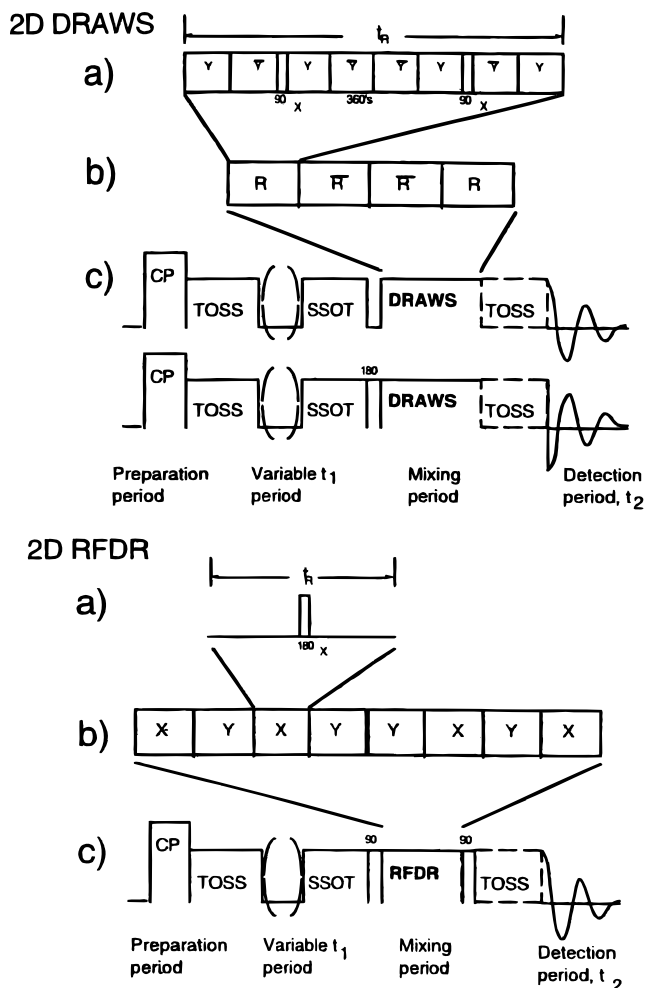 2D DRAWS
t_R
a) Y Y̅ Y Y̅ Y̅ Y Y̅ Y
90 X 360's 90 X
b) R R̅ R̅ R
c) CP TOSS ( ) SSOT DRAWS TOSS
180
CP TOSS ( ) SSOT DRAWS TOSS
Preparation period
Variable t₁ period
Mixing period
Detection period, t₂
2D RFDR
t_R
a)
180 X
b) X Y X Y Y X Y X
90 90
c) CP TOSS ( ) SSOT RFDR TOSS
Preparation period
Variable t₁ period
Mixing period
Detection period, t₂